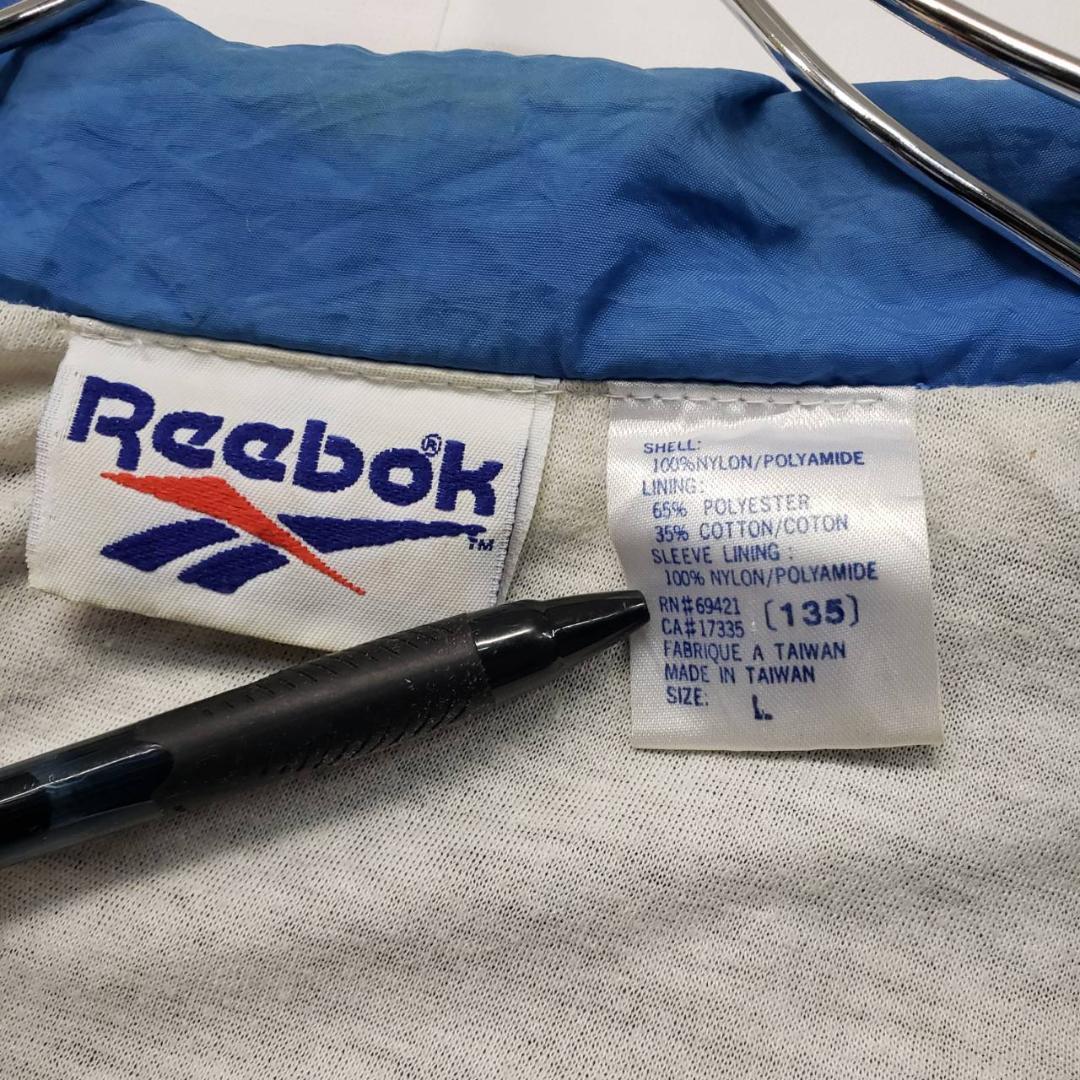 Reebok®
TM
SHELL:
100%NYLON/POLYAMIDE
LINING:
65% POLYESTER
35% COTTON/COTON
SLEEVE LINING:
100% NYLON/POLYAMIDE
RN#69421 (135)
CA#17335
FABRIQUE A TAIWAN
MADE IN TAIWAN
SIZE: L